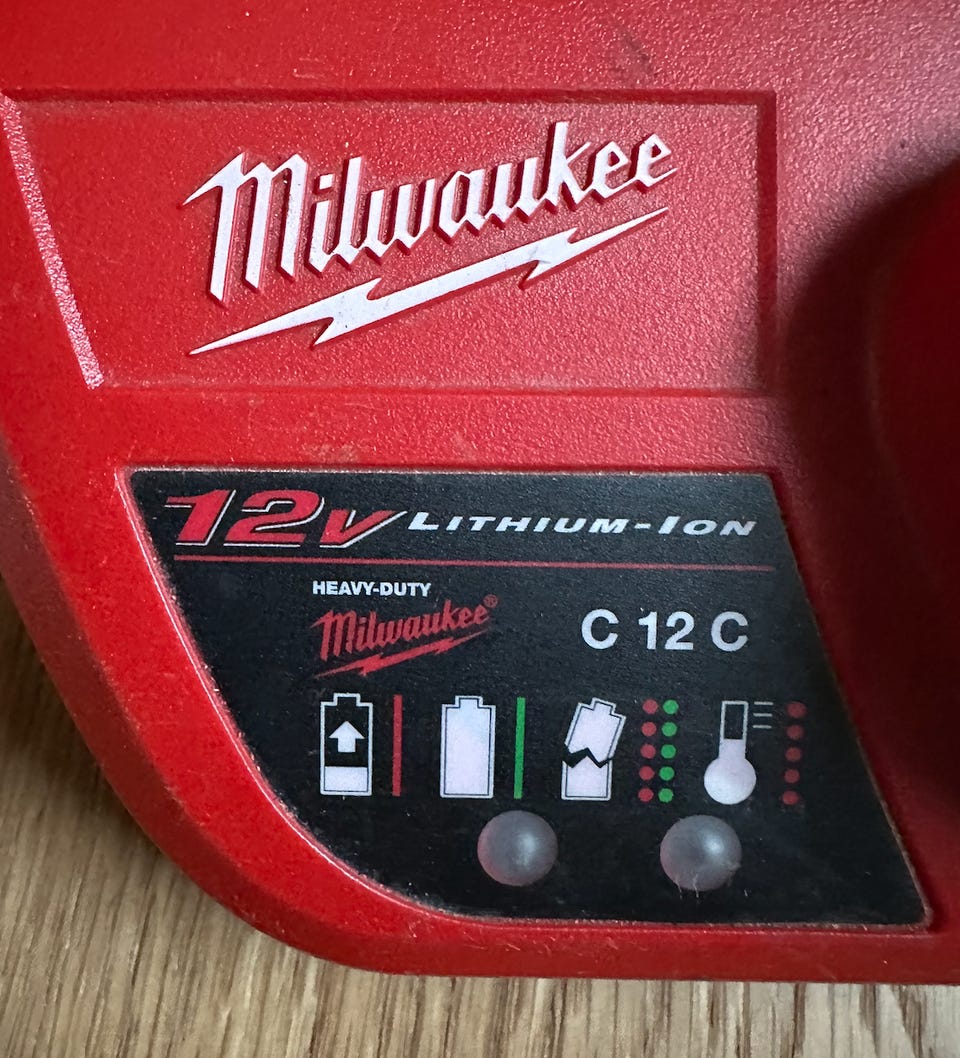 Milwaukee
12V LITHIUM-ION
HEAVY-DUTY
Milwaukee®
C 12 C